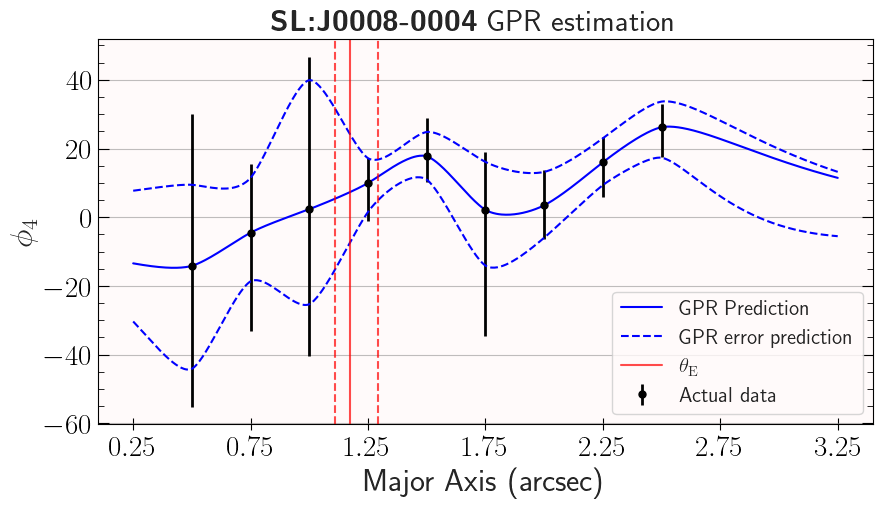 SL:J0008-0004 GPR estimation
ϕ4
40
20
0
−20
−40
−60
0.25 0.75 1.25 1.75 2.25 2.75 3.25
Major Axis (arcsec)
GPR Prediction
GPR error prediction
θE
Actual data